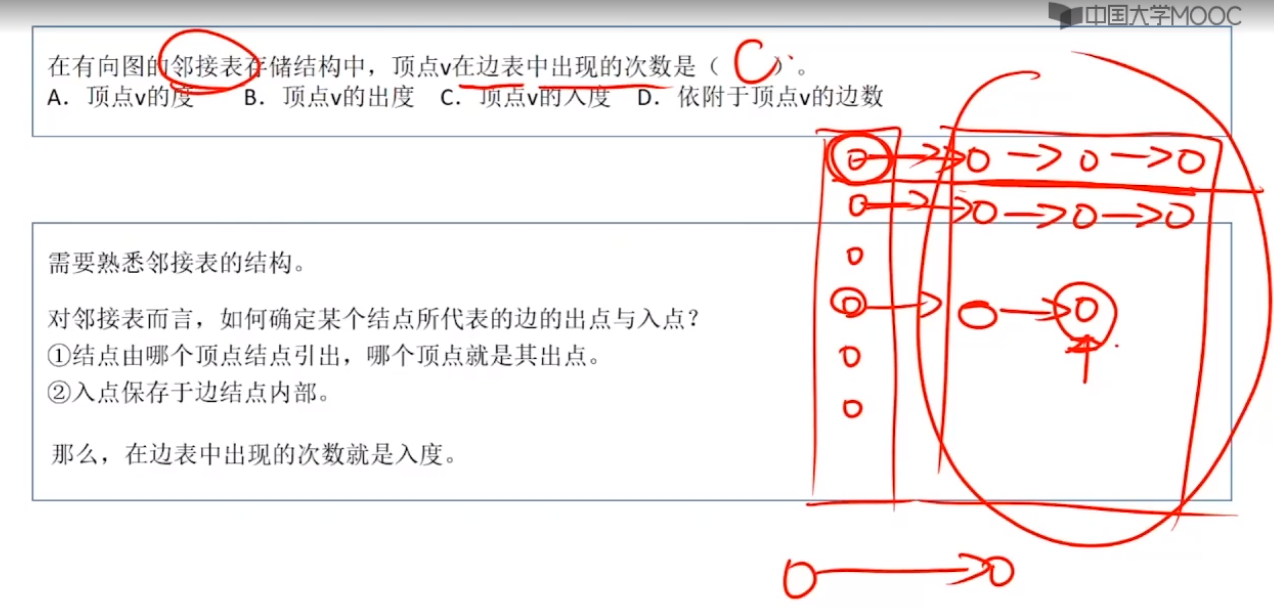 中国大学MOOC
在有向图的邻接表存储结构中，顶点v在边表中出现的次数是（ C ）。
A．顶点v的度 B．顶点v的出度 C．顶点v的入度 D．依附于顶点v的边数
需要熟悉邻接表的结构。
对邻接表而言，如何确定某个结点所代表的边的出点与入点？
①结点由哪个顶点结点引出，哪个顶点就是其出点。
②入点保存于边结点内部。
那么，在边表中出现的次数就是入度。